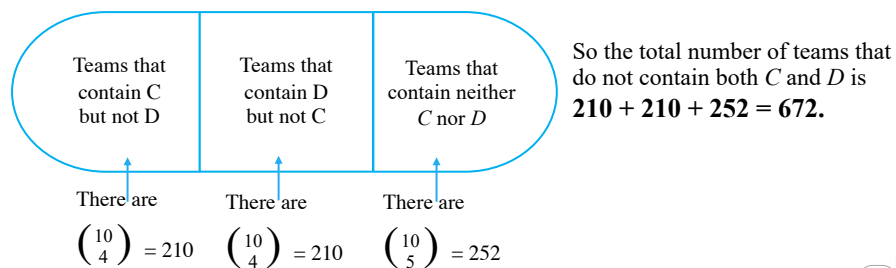 Teams that
contain C
but not D
Teams that
contain D
but not C
Teams that
contain neither
C nor D
So the total number of teams that
do not contain both C and D is
210 + 210 + 252 = 672.
There are
(10
4) = 210
There are
(10
4) = 210
There are
(10
5) = 252